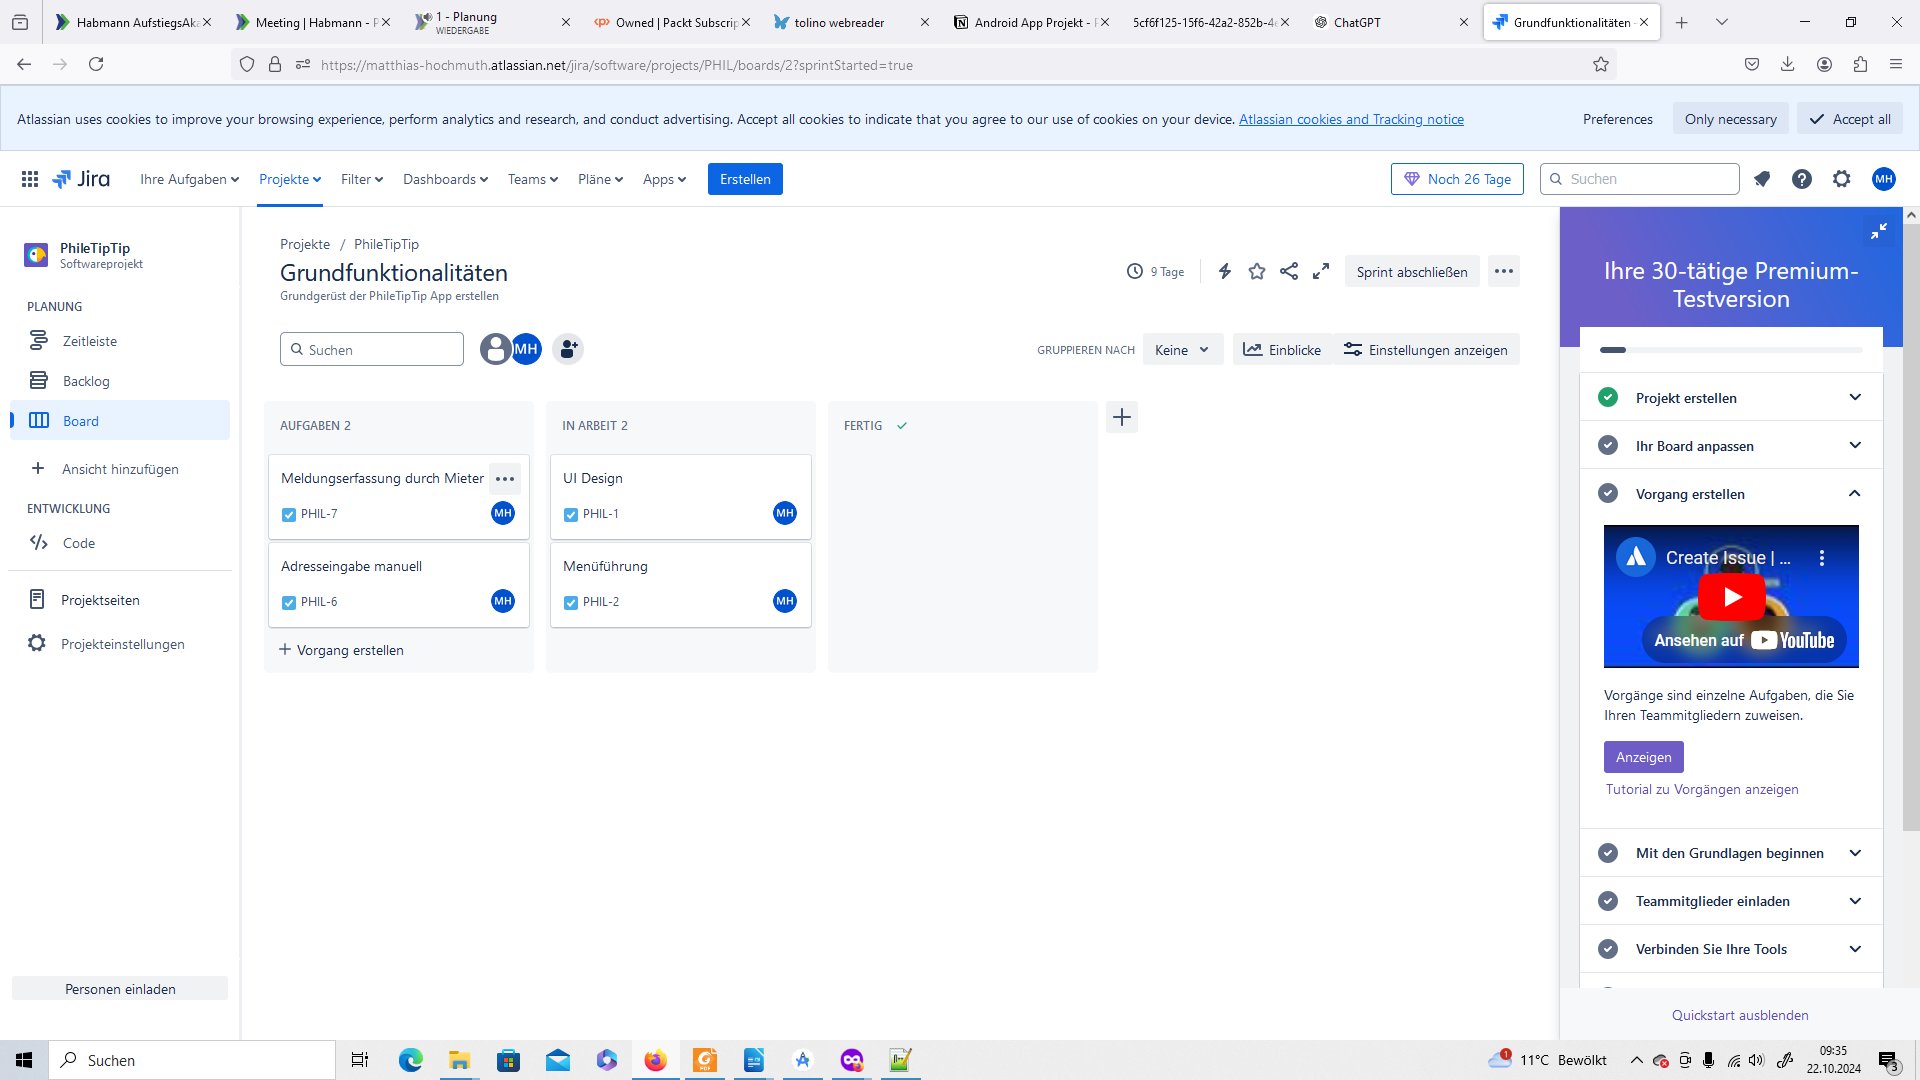 Habmann AufstiegsAka
Meeting | Habmann - P
1 - Planung
WIEDERGABE
Owned | Packt Subscrip
tolino webreader
Android App Projekt - P
5cf6f125-15f6-42a2-852b-4e
ChatGPT
Grundfunktionalitäten -
https://matthias-hochmuth.atlassian.net/jira/software/projects/PHIL/boards/2?sprintStarted=true
Atlassian uses cookies to improve your browsing experience, perform analytics and research, and conduct advertising. Accept all cookies to indicate that you agree to our use of cookies on your device. Atlassian cookies and Tracking notice
Preferences
Only necessary
Accept all
Jira
Ihre Aufgaben
Projekte
Filter
Dashboards
Teams
Pläne
Apps
Erstellen
Noch 26 Tage
Suchen
MH
PhileTipTip
Softwareprojekt
PLANUNG
Zeitleiste
Backlog
Board
Ansicht hinzufügen
ENTWICKLUNG
Code
Projektseiten
Projekteinstellungen
Personen einladen
Projekte / PhileTipTip
Grundfunktionalitäten
Grundgerüst der PhileTipTip App erstellen
9 Tage
Sprint abschließen
Suchen
MH
GRUPPIEREN NACH
Keine
Einblicke
Einstellungen anzeigen
AUFGABEN 2
Meldungserfassung durch Mieter
PHIL-7
MH
Adresseingabe manuell
PHIL-6
MH
Vorgang erstellen
IN ARBEIT 2
UI Design
PHIL-1
MH
Menüführung
PHIL-2
MH
FERTIG
Ihre 30-tätige Premium-
Testversion
Projekt erstellen
Ihr Board anpassen
Vorgang erstellen
Create Issue | ...
Ansehen auf YouTube
Vorgänge sind einzelne Aufgaben, die Sie
Ihren Teammitgliedern zuweisen.
Anzeigen
Tutorial zu Vorgängen anzeigen
Mit den Grundlagen beginnen
Teammitglieder einladen
Verbinden Sie Ihre Tools
Quickstart ausblenden
Suchen
1
11°C Bewölkt
09:35
22.10.2024
3